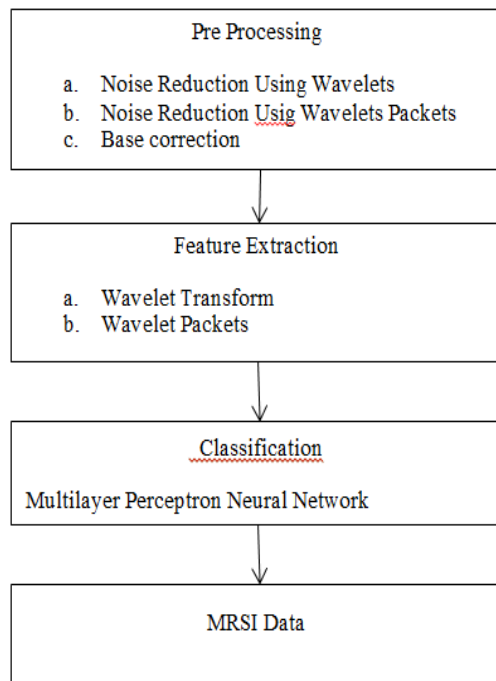 Pre Processing
a. Noise Reduction Using Wavelets
b. Noise Reduction Usig Wavelets Packets
c. Base correction
Feature Extraction
a. Wavelet Transform
b. Wavelet Packets
Classification
Multilayer Perceptron Neural Network
MRSI Data